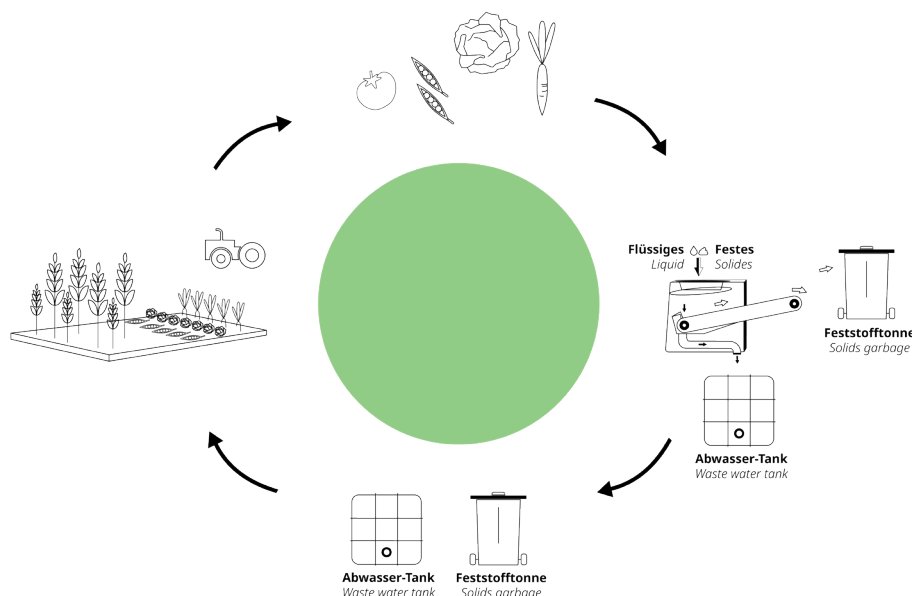 Flüssiges Festes
Liquid Solides
Feststofftonne
Solids garbage
Abwasser-Tank
Waste water tank
Abwasser-Tank Feststofftonne
Waste water tank Solids garbage